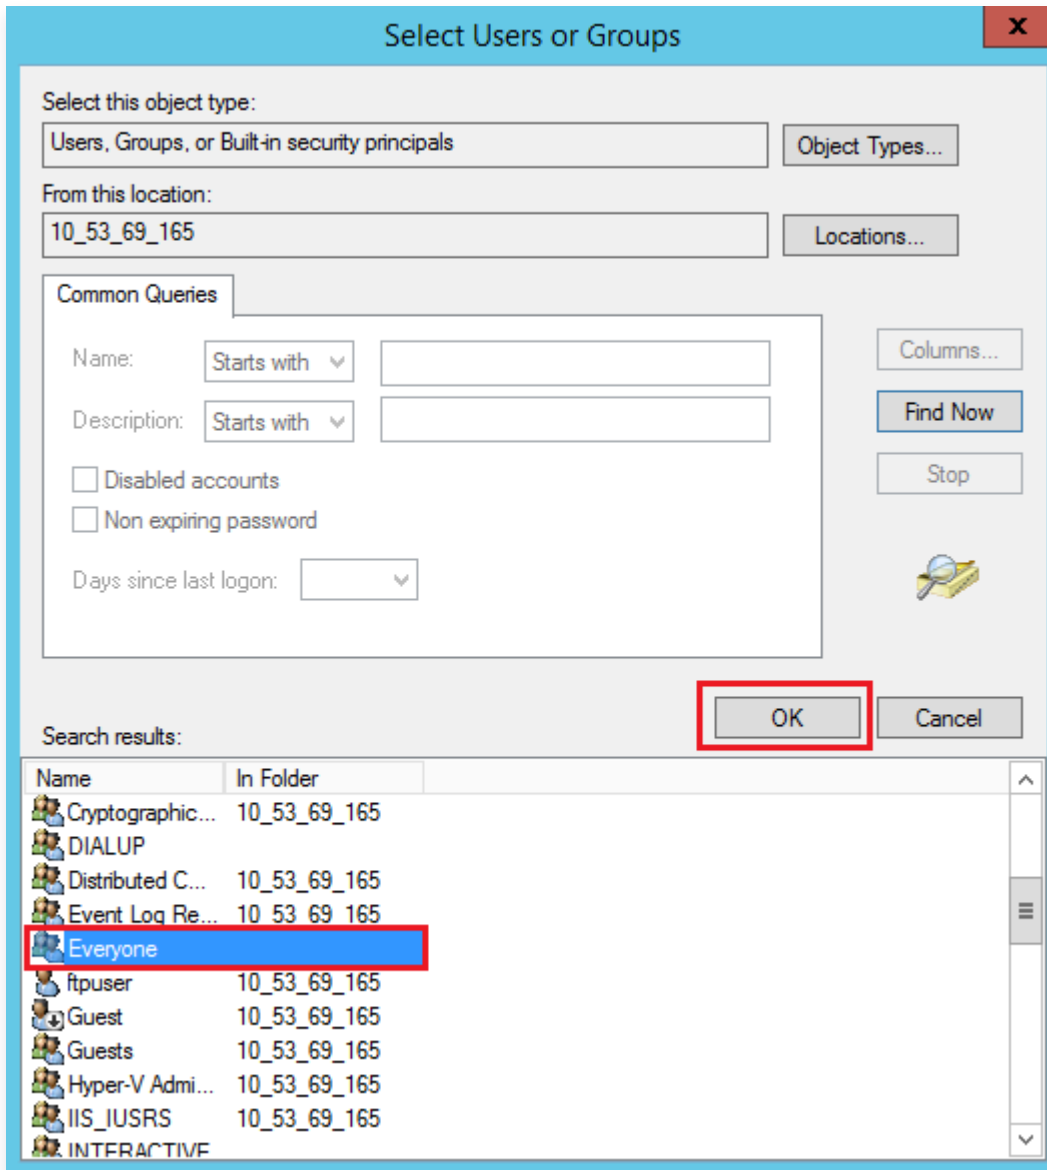 Select Users or Groups
x
Select this object type:
Users, Groups, or Built-in security principals
Object Types...
From this location:
10_53_69_165
Locations...
Common Queries
Name: Starts with
Columns...
Description: Starts with
Find Now
Disabled accounts
Stop
Non expiring password
Days since last logon:
OK Cancel
Search results:
Name In Folder
Cryptographic... 10_53_69_165
DIALUP
Distributed C... 10_53_69_165
Event Log Re... 10_53_69_165
Everyone
ftpuser 10_53_69_165
Guest 10_53_69_165
Guests 10_53_69_165
Hyper-V Admi... 10_53_69_165
IIS_IUSRS 10_53_69_165
INTERACTIVE